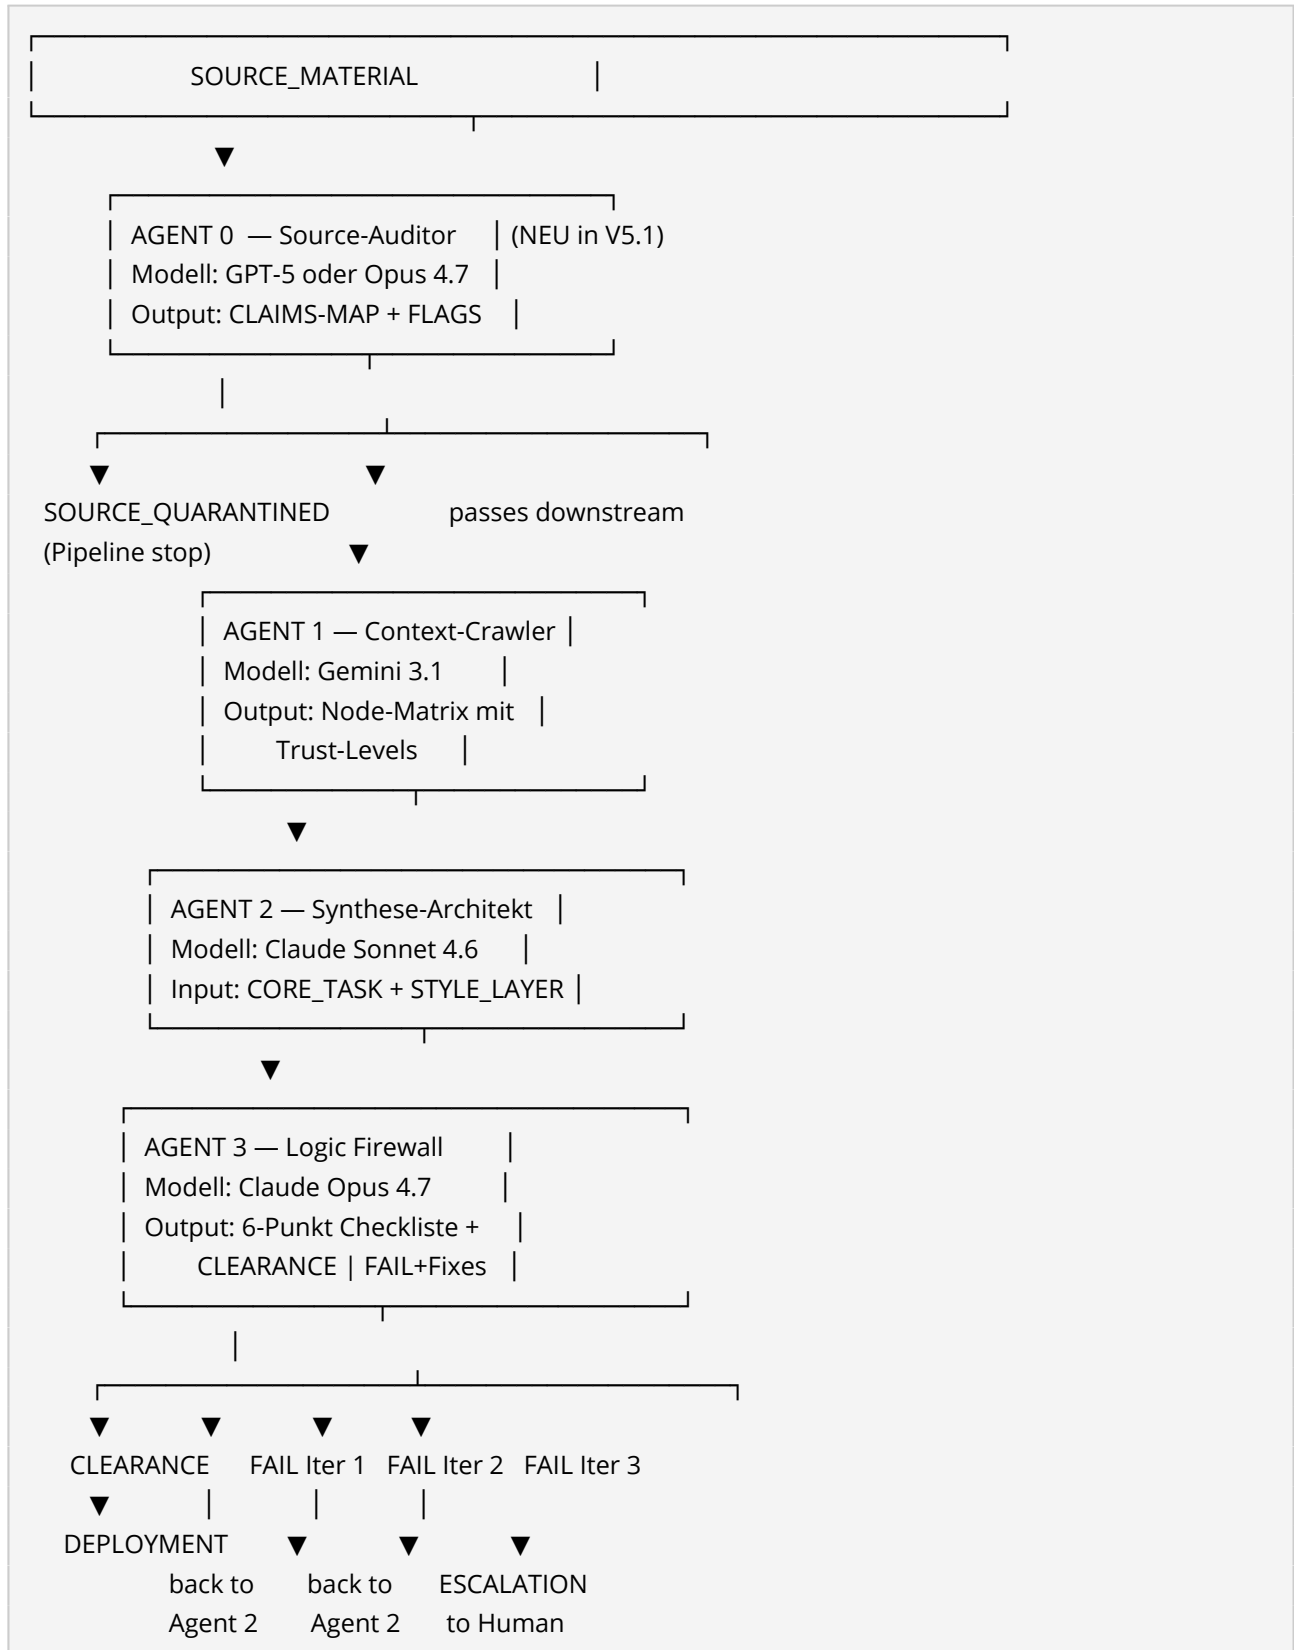 SOURCE_MATERIAL
▼
AGENT 0 — Source-Auditor │ (NEU in V5.1)
Modell: GPT-5 oder Opus 4.7
Output: CLAIMS-MAP + FLAGS
▼ ▼
SOURCE_QUARANTINED passes downstream
(Pipeline stop) ▼
AGENT 1 — Context-Crawler
Modell: Gemini 3.1
Output: Node-Matrix mit
Trust-Levels
▼
AGENT 2 — Synthese-Architekt
Modell: Claude Sonnet 4.6
Input: CORE_TASK + STYLE_LAYER
▼
AGENT 3 — Logic Firewall
Modell: Claude Opus 4.7
Output: 6-Punkt Checkliste +
CLEARANCE | FAIL+Fixes
▼ ▼ ▼ ▼
CLEARANCE FAIL Iter 1 FAIL Iter 2 FAIL Iter 3
▼
DEPLOYMENT ▼ ▼ ▼
back to back to ESCALATION
Agent 2 Agent 2 to Human